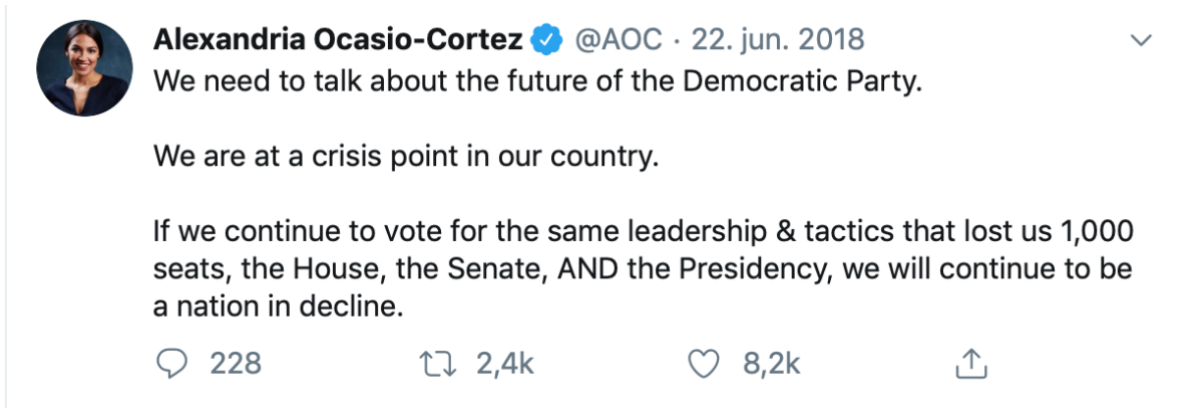 Alexandria Ocasio-Cortez @AOC · 22. jun. 2018
We need to talk about the future of the Democratic Party.
We are at a crisis point in our country.
If we continue to vote for the same leadership & tactics that lost us 1,000
seats, the House, the Senate, AND the Presidency, we will continue to be
a nation in decline.
228 2,4k 8,2k